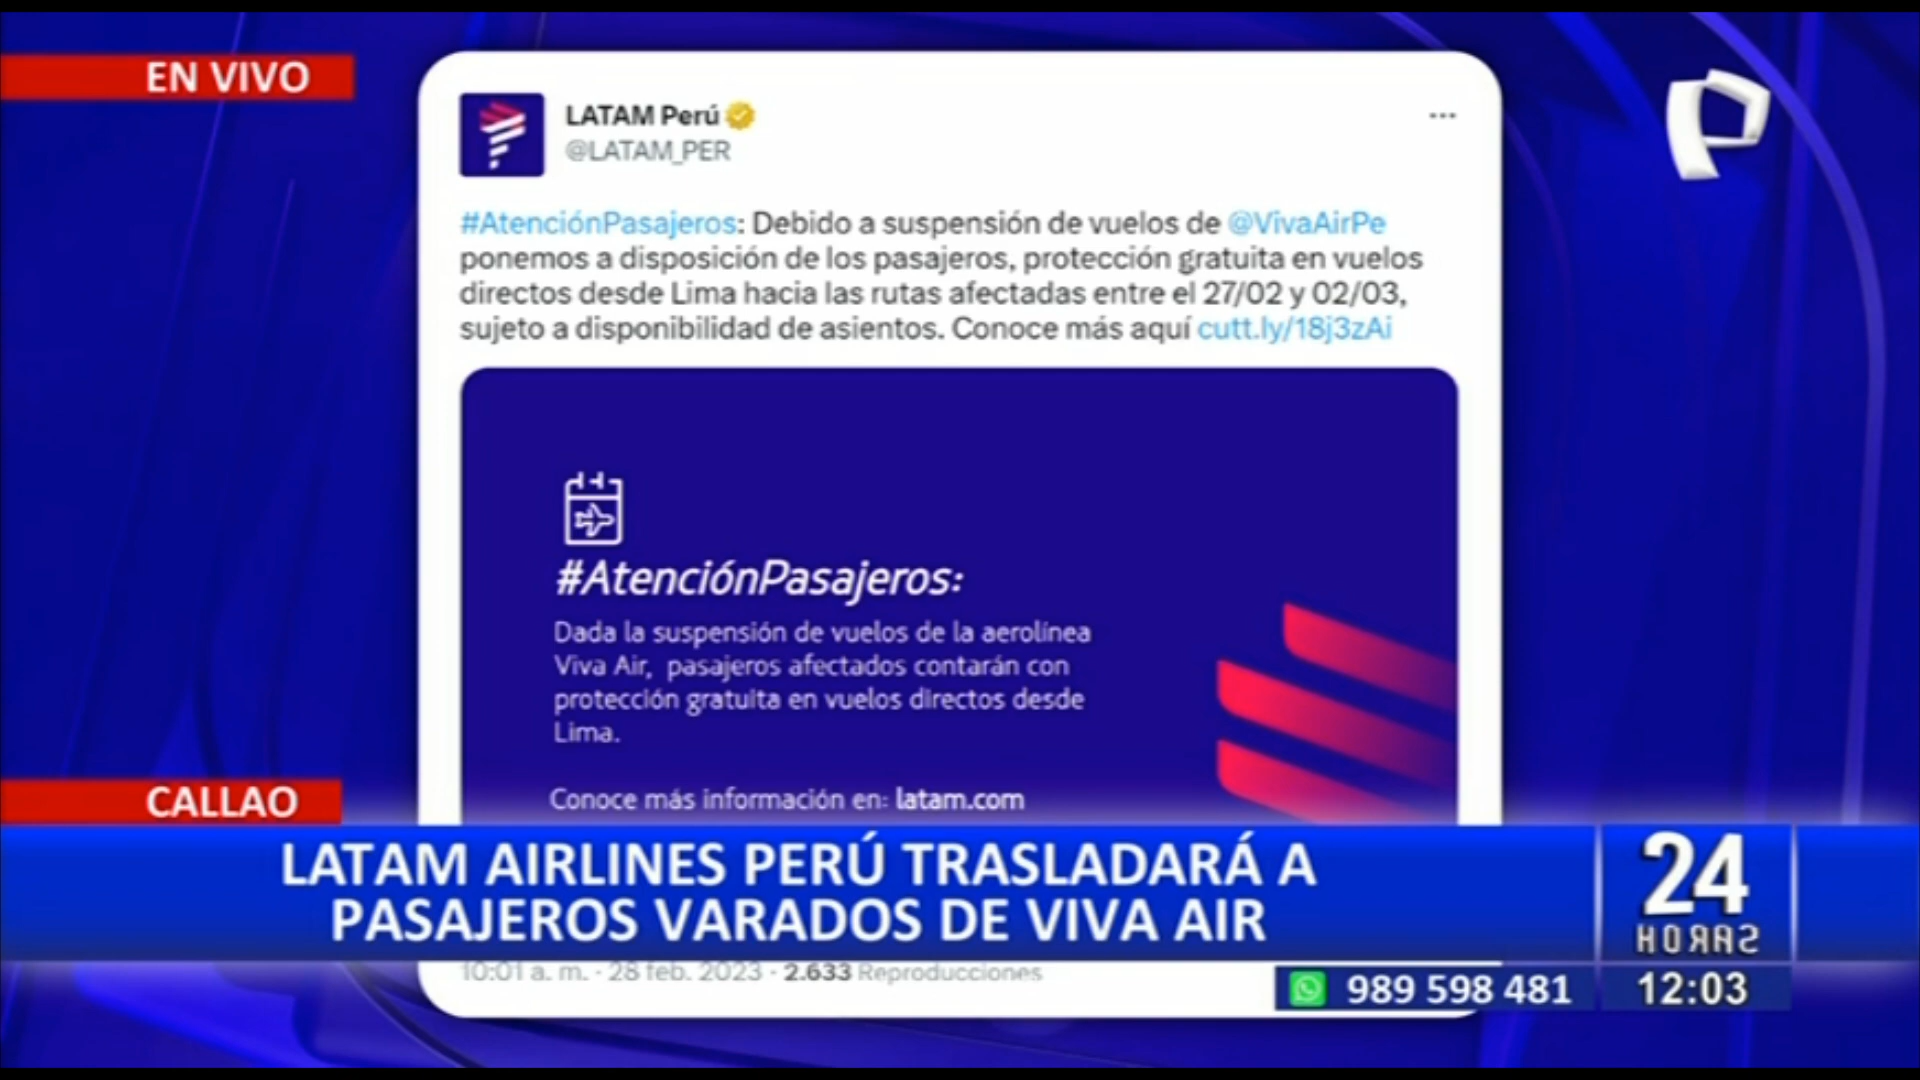 EN VIVO
LATAM Perú
@LATAM_PER
#AtenciónPasajeros: Debido a suspensión de vuelos de @VivaAirPe
ponemos a disposición de los pasajeros, protección gratuita en vuelos
directos desde Lima hacia las rutas afectadas entre el 27/02 y 02/03,
sujeto a disponibilidad de asientos. Conoce más aquí cutt.ly/18j3zAi
#AtenciónPasajeros:
Dada la suspensión de vuelos de la aerolínea
Viva Air, pasajeros afectados contarán con
protección gratuita en vuelos directos desde
Lima.
Conoce más información en: latam.com
CALLAO
LATAM AIRLINES PERÚ TRASLADARÁ A
PASAJEROS VARADOS DE VIVA AIR
24
HORAS
10:01 a. m. · 28 feb. 2023 · 2.633 Reproducciones
989 598 481
12:03